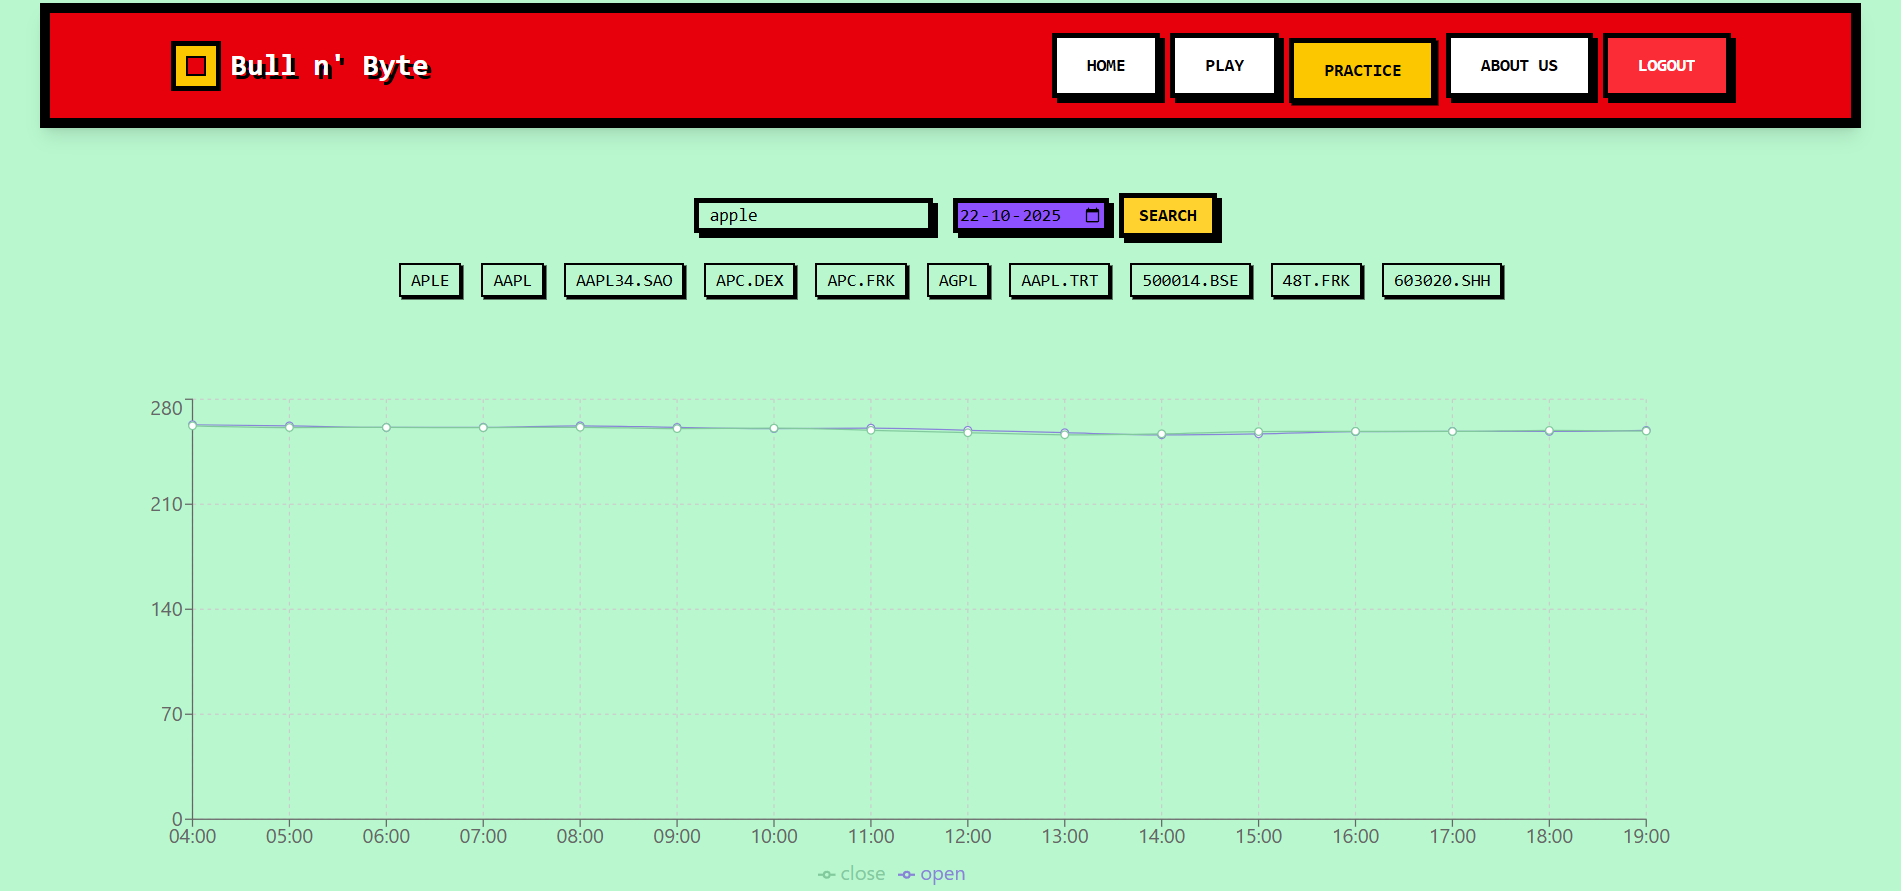 Bull n' Byte HOME PLAY PRACTICE ABOUT US LOGOUT
apple 22-10-2025 SEARCH
APLE AAPL AAPL34.SAO APC.DEX APC.FRK AGPL AAPL.TRT 500014.BSE 48T.FRK 603020.SHH
280
210
140
70
0
04:00 05:00 06:00 07:00 08:00 09:00 10:00 11:00 12:00 13:00 14:00 15:00 16:00 17:00 18:00 19:00
close open